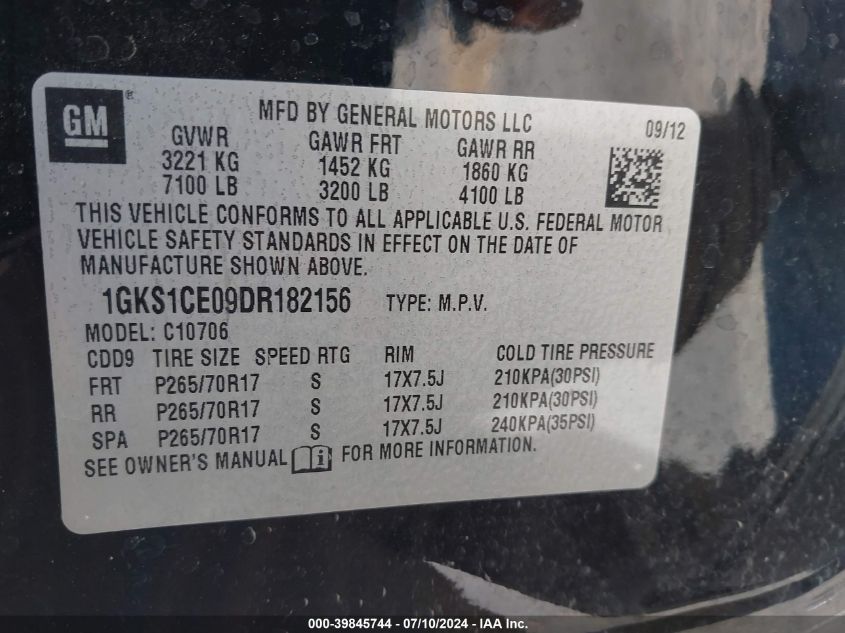 GM®
MFD BY GENERAL MOTORS LLC 09/12
GVWR GAWR FRT GAWR RR
3221 KG 1452 KG 1860 KG
7100 LB 3200 LB 4100 LB
THIS VEHICLE CONFORMS TO ALL APPLICABLE U.S. FEDERAL MOTOR
VEHICLE SAFETY STANDARDS IN EFFECT ON THE DATE OF
MANUFACTURE SHOWN ABOVE.
1GKS1CE09DR182156 TYPE: M.P.V.
MODEL: C10706
CDD9 TIRE SIZE SPEED RTG RIM COLD TIRE PRESSURE
FRT P265/70R17 S 17X7.5J 210KPA(30PSI)
RR P265/70R17 S 17X7.5J 210KPA(30PSI)
SPA P265/70R17 S 17X7.5J 240KPA(35PSI)
SEE OWNER'S MANUAL i FOR MORE INFORMATION.
000-39845744 / 07/10/2024 - IAA Inc.